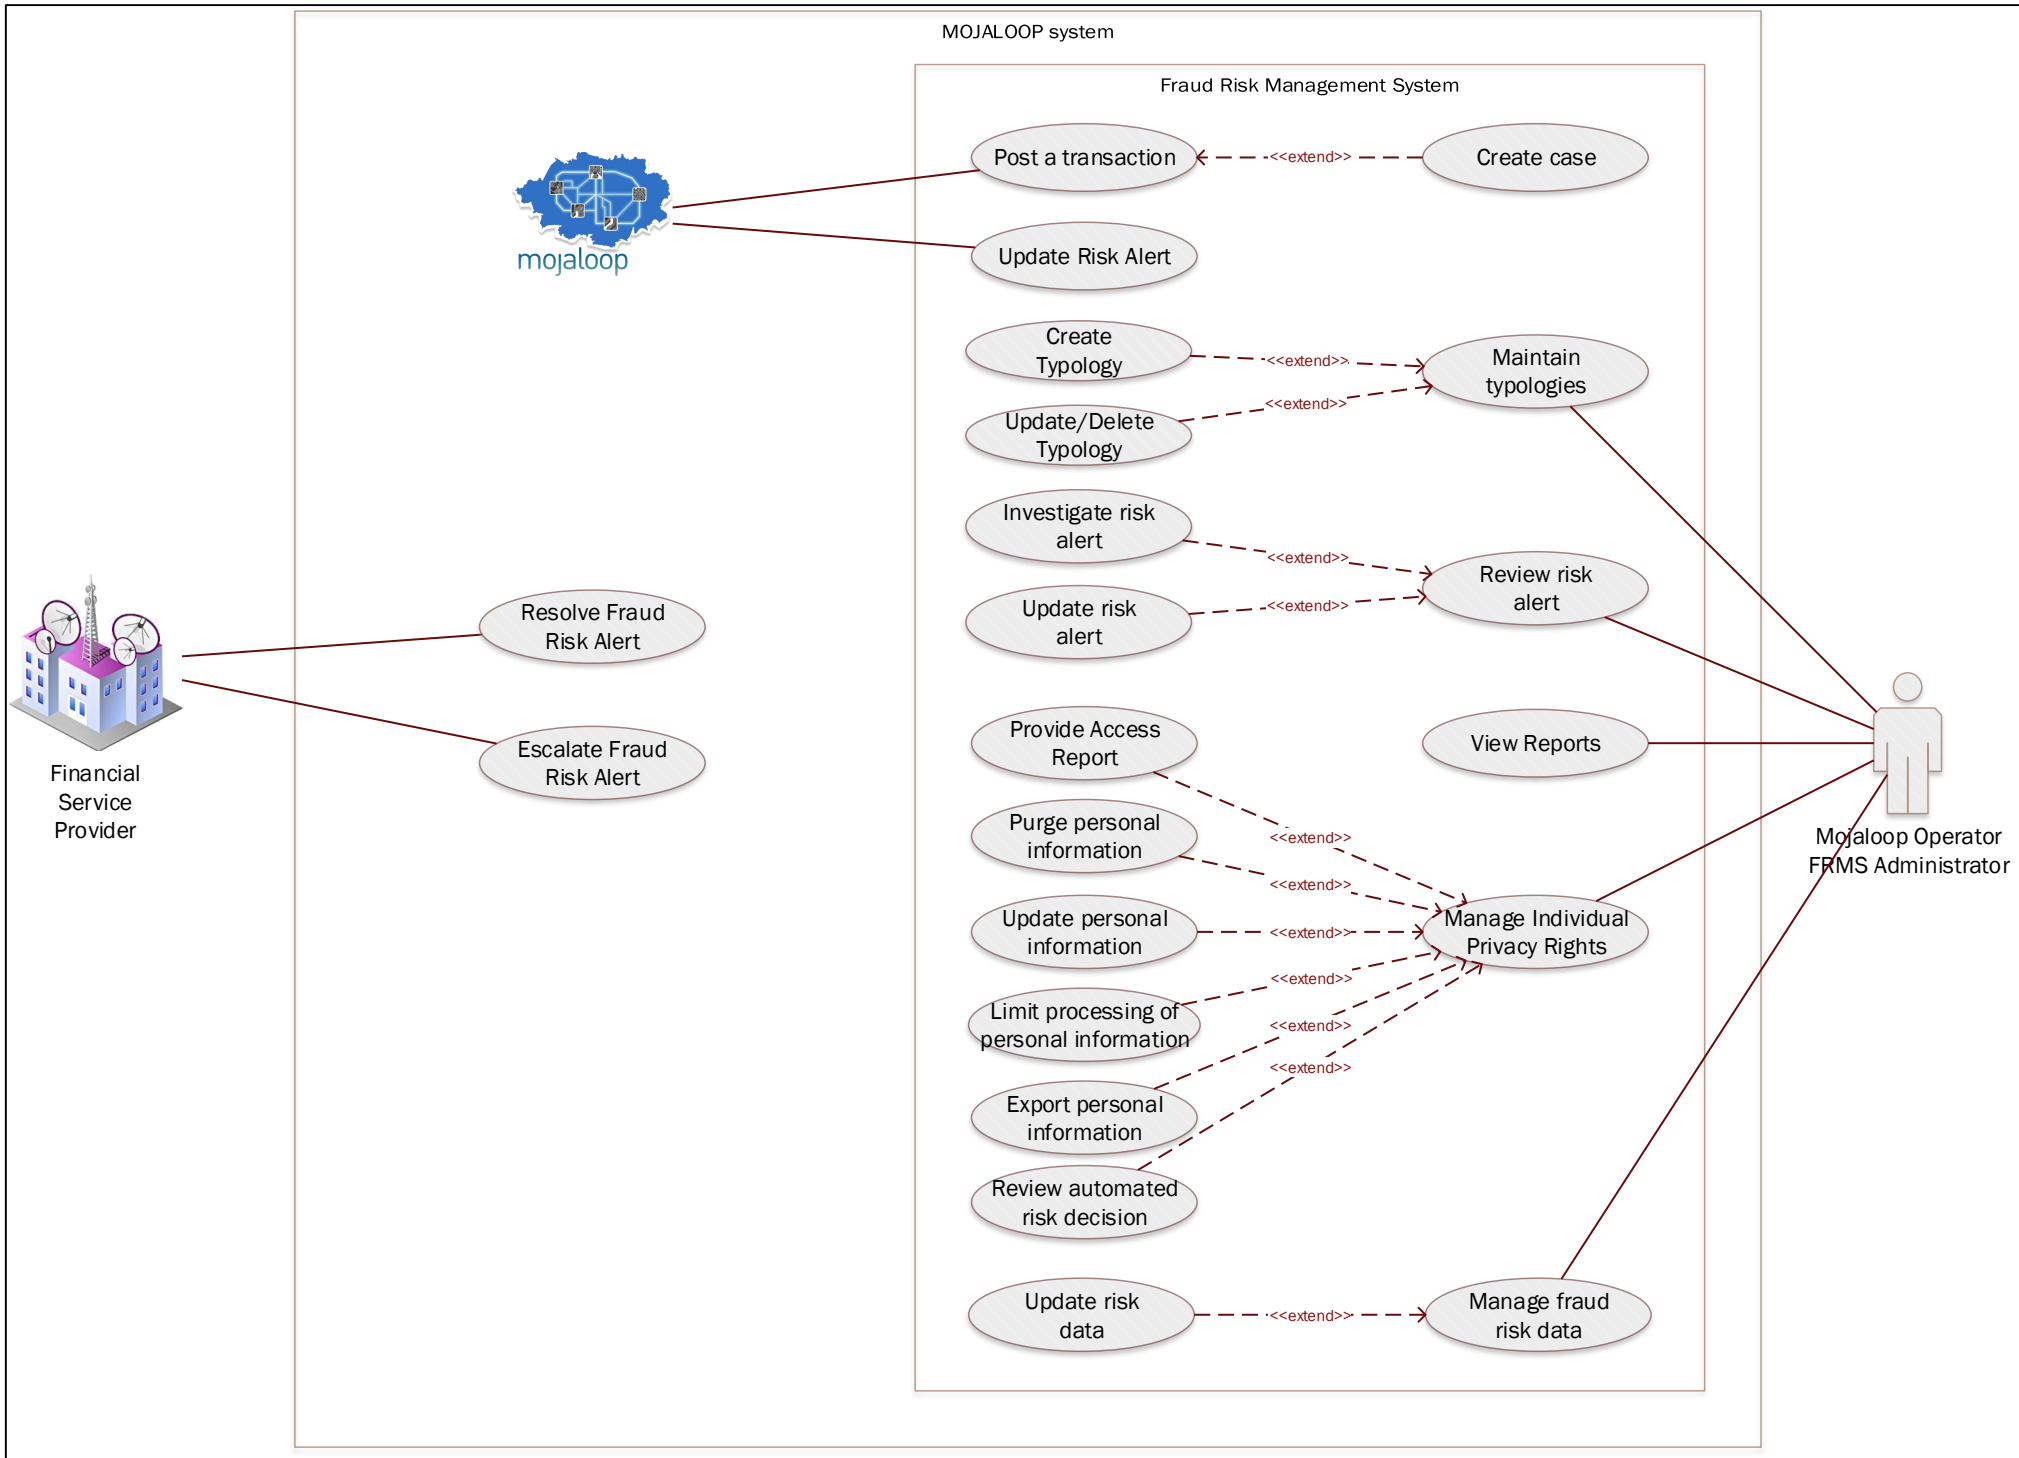 MOJALOOP system
Fraud Risk Management System
Post a transaction
<<extend>>
Create case
mojaloop
Update Risk Alert
Create
Typology
<<extend>>
Maintain
typologies
Update/Delete
Typology
<<extend>>
Investigate risk
alert
<<extend>>
Review risk
alert
Update risk
alert
<<extend>>
Resolve Fraud
Risk Alert
Escalate Fraud
Risk Alert
Financial
Service
Provider
Provide Access
Report
<<extend>>
View Reports
Mojaloop Operator
FRMS Administrator
Purge personal
information
<<extend>>
Update personal
information
<<extend>>
Manage Individual
Privacy Rights
Limit processing of
personal information
<<extend>>
Export personal
information
<<extend>>
Review automated
risk decision
<<extend>>
Update risk
data
<<extend>>
Manage fraud
risk data